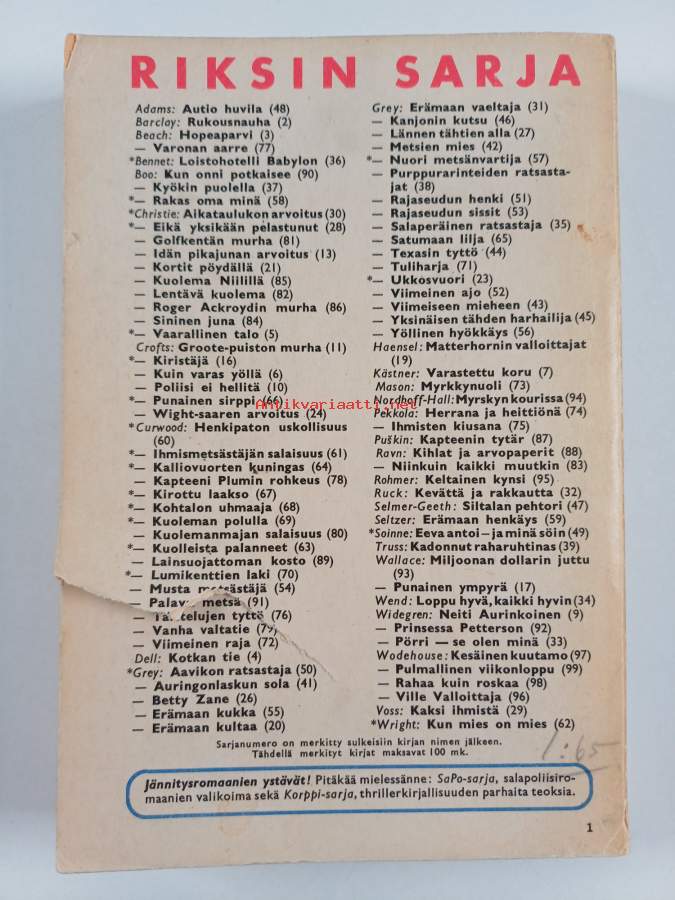 RIKSIN SARJA
Adams: Autio huvila (48)
Barclay: Rukousnauha (2)
Beach: Hopeaparvi (3)
— Varonan aarre (77)
*Bennet: Loistohotelli Babylon (36)
Boo: Kun onni potkaisee (90)
— Kyökin puolella (37)
*— Rakas oma minä (58)
*Christie: Aikataulukon arvoitus (30)
*— Eikä yksikään pelastunut (28)
— Golfkentän murha (81)
— Idän pikajunan arvoitus (13)
— Kortit pöydällä (21)
— Kuolema Niilillä (85)
— Lentävä kuolema (82)
— Roger Ackroydin murha (86)
— Sininen juna (84)
*— Vaarallinen talo (5)
Crofts: Groote-puiston murha (11)
*— Kiristäjä (16)
— Kuin varas yöllä (6)
— Poliisi ei hellitä (10)
*— Punainen sirppi (66)
— Wight-saaren arvoitus (24)
*Curwood: Henkipaton uskollisuus
(60)
*— Ihmismetsästäjän salaisuus (61)
*— Kalliovuorten kuningas (64)
— Kapteeni Plumin rohkeus (78)
*— Kirottu laakso (67)
*— Kohtalon uhmaaja (68)
*— Kuoleman polulla (69)
— Kuolemanmajan salaisuus (80)
*— Kuolleista palanneet (63)
— Lainsuojattoman kosto (89)
*— Lumikenttien laki (70)
— Musta metsästäjä (54)
— Palava metsä (91)
— tyttö (76)
— Vanha valtatie (79)
— Viimeinen raja (72)
Dell: Kotkan tie (4)
*Grey: Aavikon ratsastaja (50)
— Auringonlaskun sola (41)
— Betty Zane (26)
— Erämaan kukka (55)
— Erämaan kultaa (20)
Grey: Erämaan vaeltaja (31)
— Kanjonin kutsu (46)
— Lännen tähtien alla (27)
— Metsien mies (42)
*— Nuori metsänvartija (57)
— Purppurarinteiden ratsasta-
jat (38)
— Rajaseudun henki (51)
— Rajaseudun sissit (53)
— Salaperäinen ratsastaja (35)
— Satumaan lilja (65)
— Texasin tyttö (44)
— Tuliharja (71)
*— Ukkosvuori (23)
— Viimeinen ajo (52)
— Viimeiseen mieheen (43)
— Yksinäisen tähden harhailija (45)
— Yöllinen hyökkäys (56)
Haensel: Matterhornin valloittajat
(19)
Kästner: Varastettu koru (7)
Mason: Myrkkynuoli (73)
Nordhoff-Hall: Myrskyn kourissa (94)
Pekkola: Herrana ja heittiönä (74)
— Ihmisten kiusana (75)
Puškin: Kapteenin tytär (87)
Ravn: Kihlat ja arvopaperit (88)
— Niinkuin kaikki muutkin (83)
Rohmer: Keltainen kynsi (95)
Ruck: Kevättä ja rakkautta (32)
Selmer-Geeth: Siltalan pehtori (47)
Seltzer: Erämaan henkäys (59)
*Soinne: Eeva antoi — ja minä söin (49)
Truss: Kadonnut raharuhtinas (39)
Wallace: Miljoonan dollarin juttu
(93)
— Punainen ympyrä (17)
Wend: Loppu hyvä, kaikki hyvin (34)
Widegren: Neiti Aurinkoinen (9)
— Prinsessa Petterson (92)
— Pörri — se olen minä (33)
Wodehouse: Kesäinen kuutamo (97)
— Pulmallinen viikonloppu (99)
— Rahaa kuin roskaa (98)
— Ville Valloittaja (96)
Voss: Kaksi ihmistä (29)
*Wright: Kun mies on mies (62)
Antikvariaatti.net
Sarjanumero on merkitty sulkeisiin kirjan nimen jälkeen.
Tähdellä merkityt kirjat maksavat 100 mk.
1:65
Jännitysromaanien ystävät! Pitäkää mielessänne: SaPo-sarja, salapoliisiro-
maanien valikoima sekä Korppi-sarja, thrillerkirjallisuuden parhaita teoksia.
1